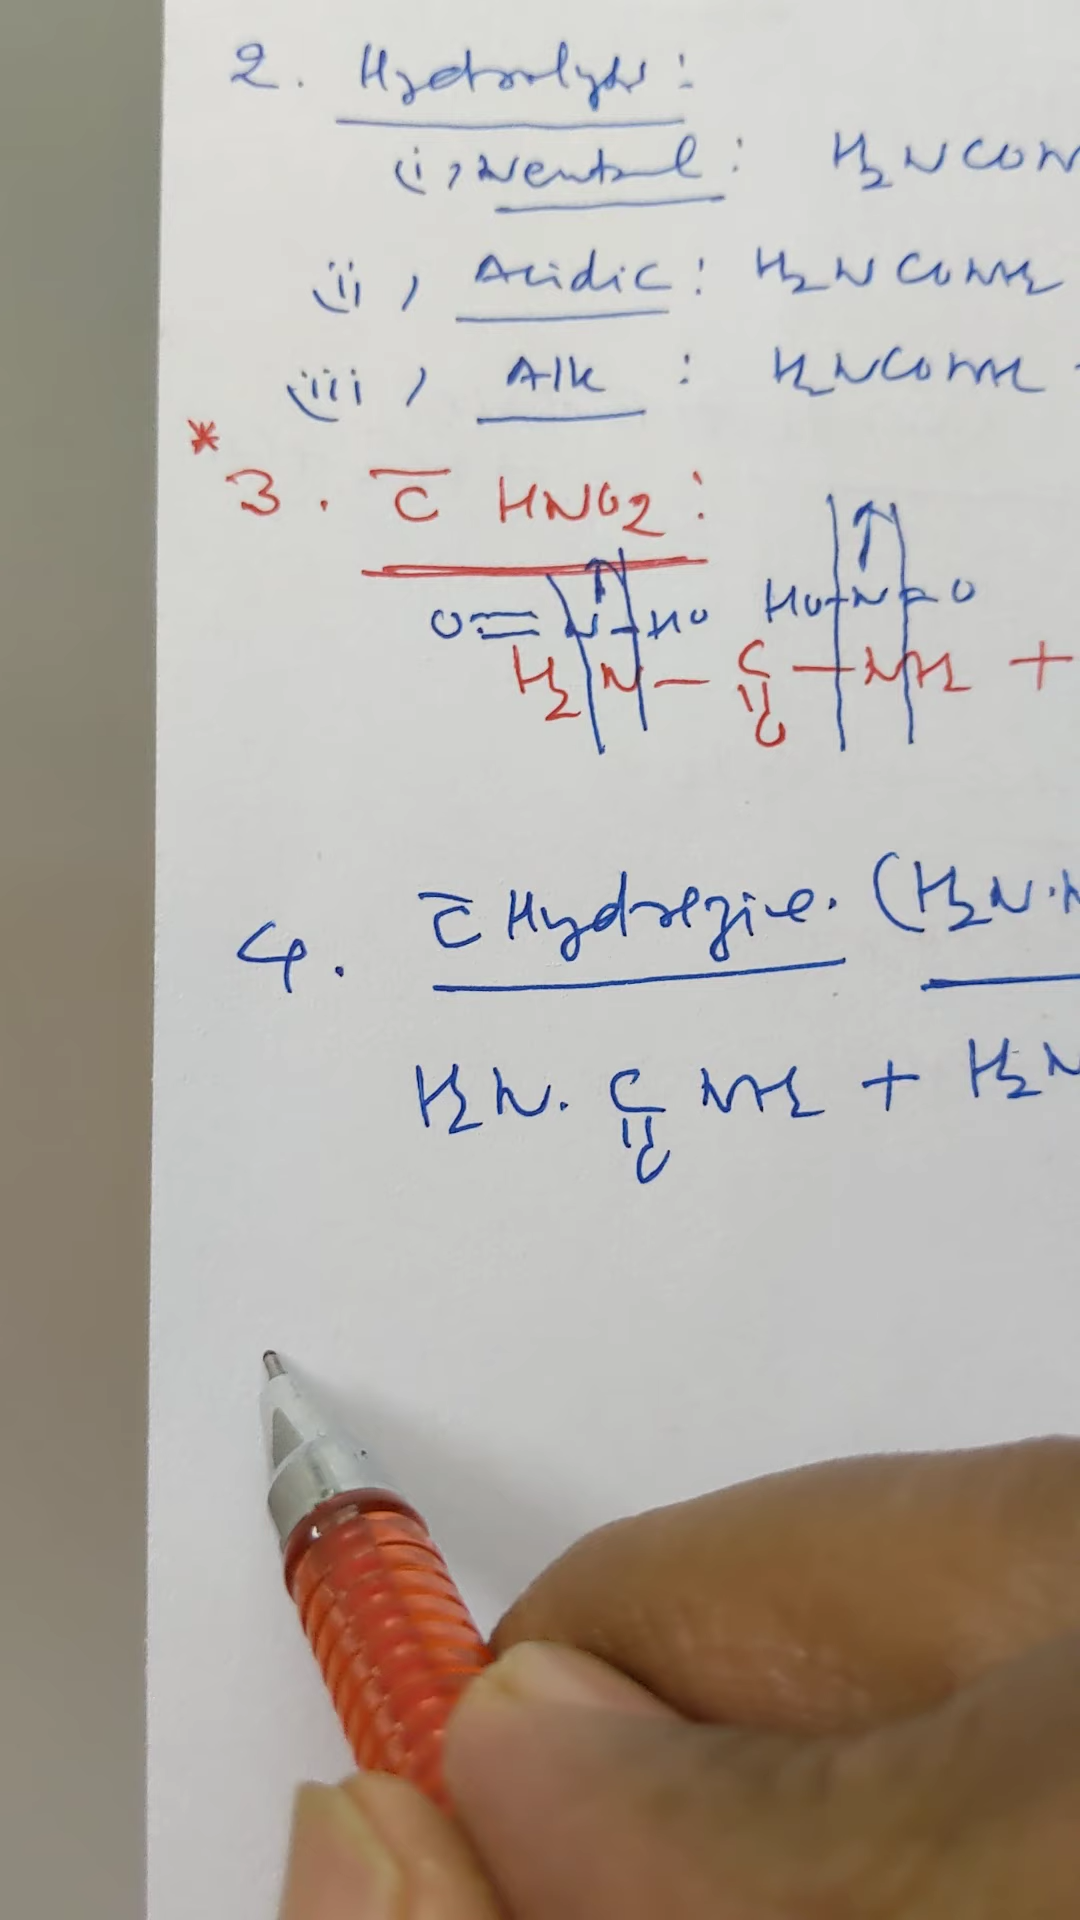 2. Hydrolysis:
(i) Neutral: H₂NCON
(ii) Acidic: H₂NCONH₂
(iii) Alk : H₂NCONH₂
* 3. c̅ HNO₂:
O=N-HO HO-N=O
H₂N-C-NH₂ +
O
4. c̅ Hydrazine. (H₂N.N
H₂N.C NH₂ + H₂N
O